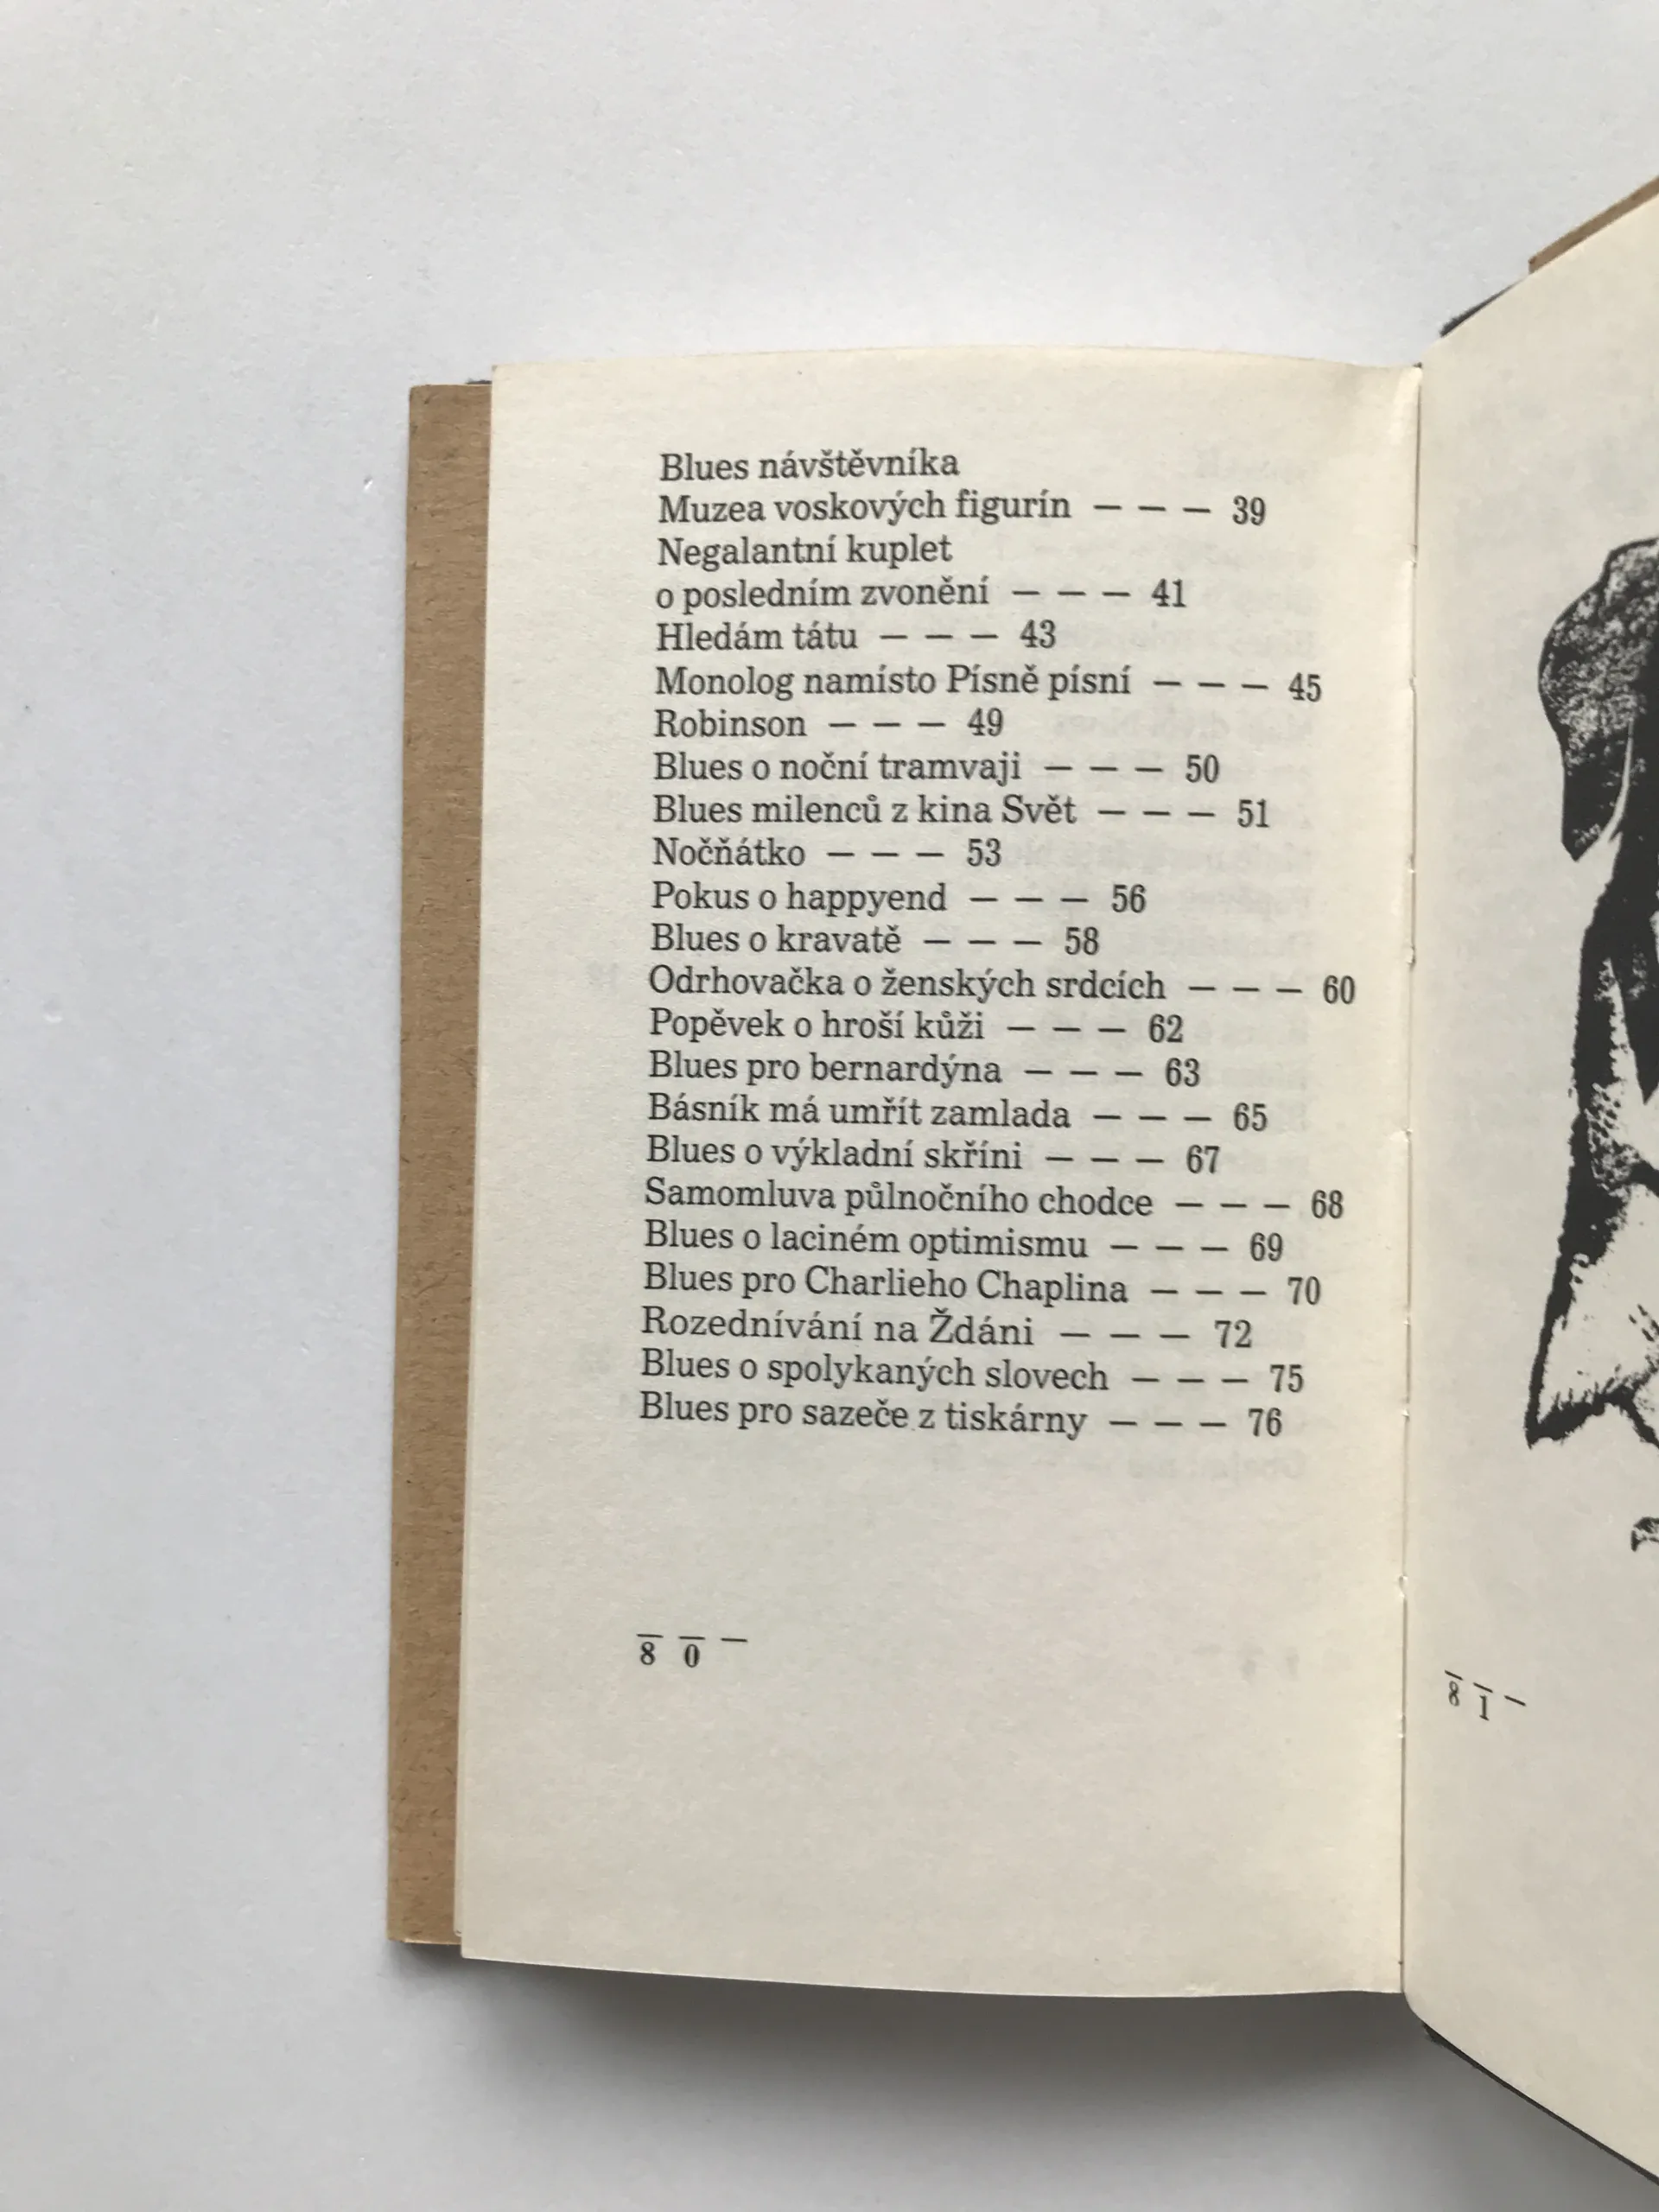 Blues návštěvníka
Muzea voskových figurín — — — 39
Negalantní kuplet
o posledním zvonění — — — 41
Hledám tátu — — — 43
Monolog namísto Písně písní — — — 45
Robinson — — — 49
Blues o noční tramvaji — — — 50
Blues milenců z kina Svět — — — 51
Nočňátko — — — 53
Pokus o happyend — — — 56
Blues o kravatě — — — 58
Odrhovačka o ženských srdcích — — — 60
Popěvek o hroší kůži — — — 62
Blues pro bernardýna — — — 63
Básník má umřít zamlada — — — 65
Blues o výkladní skříni — — — 67
Samomluva půlnočního chodce — — — 68
Blues o laciném optimismu — — — 69
Blues pro Charlieho Chaplina — — — 70
Rozednívání na Ždáni — — — 72
Blues o spolykaných slovech — — — 75
Blues pro sazeče z tiskárny — — — 76
8 0
8 1